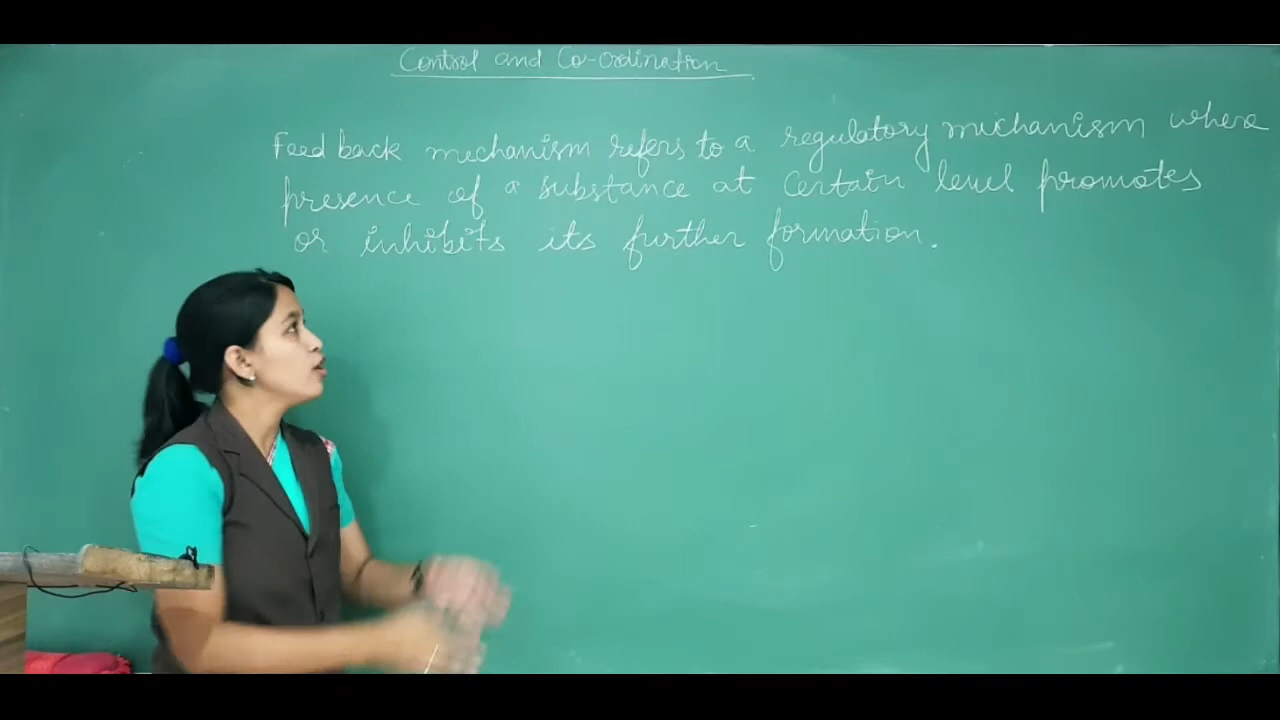 Control and Co-ordination
Feed back mechanism refers to a regulatory mechanism where
presence of a substance at certain level promotes
or inhibits its further formation.